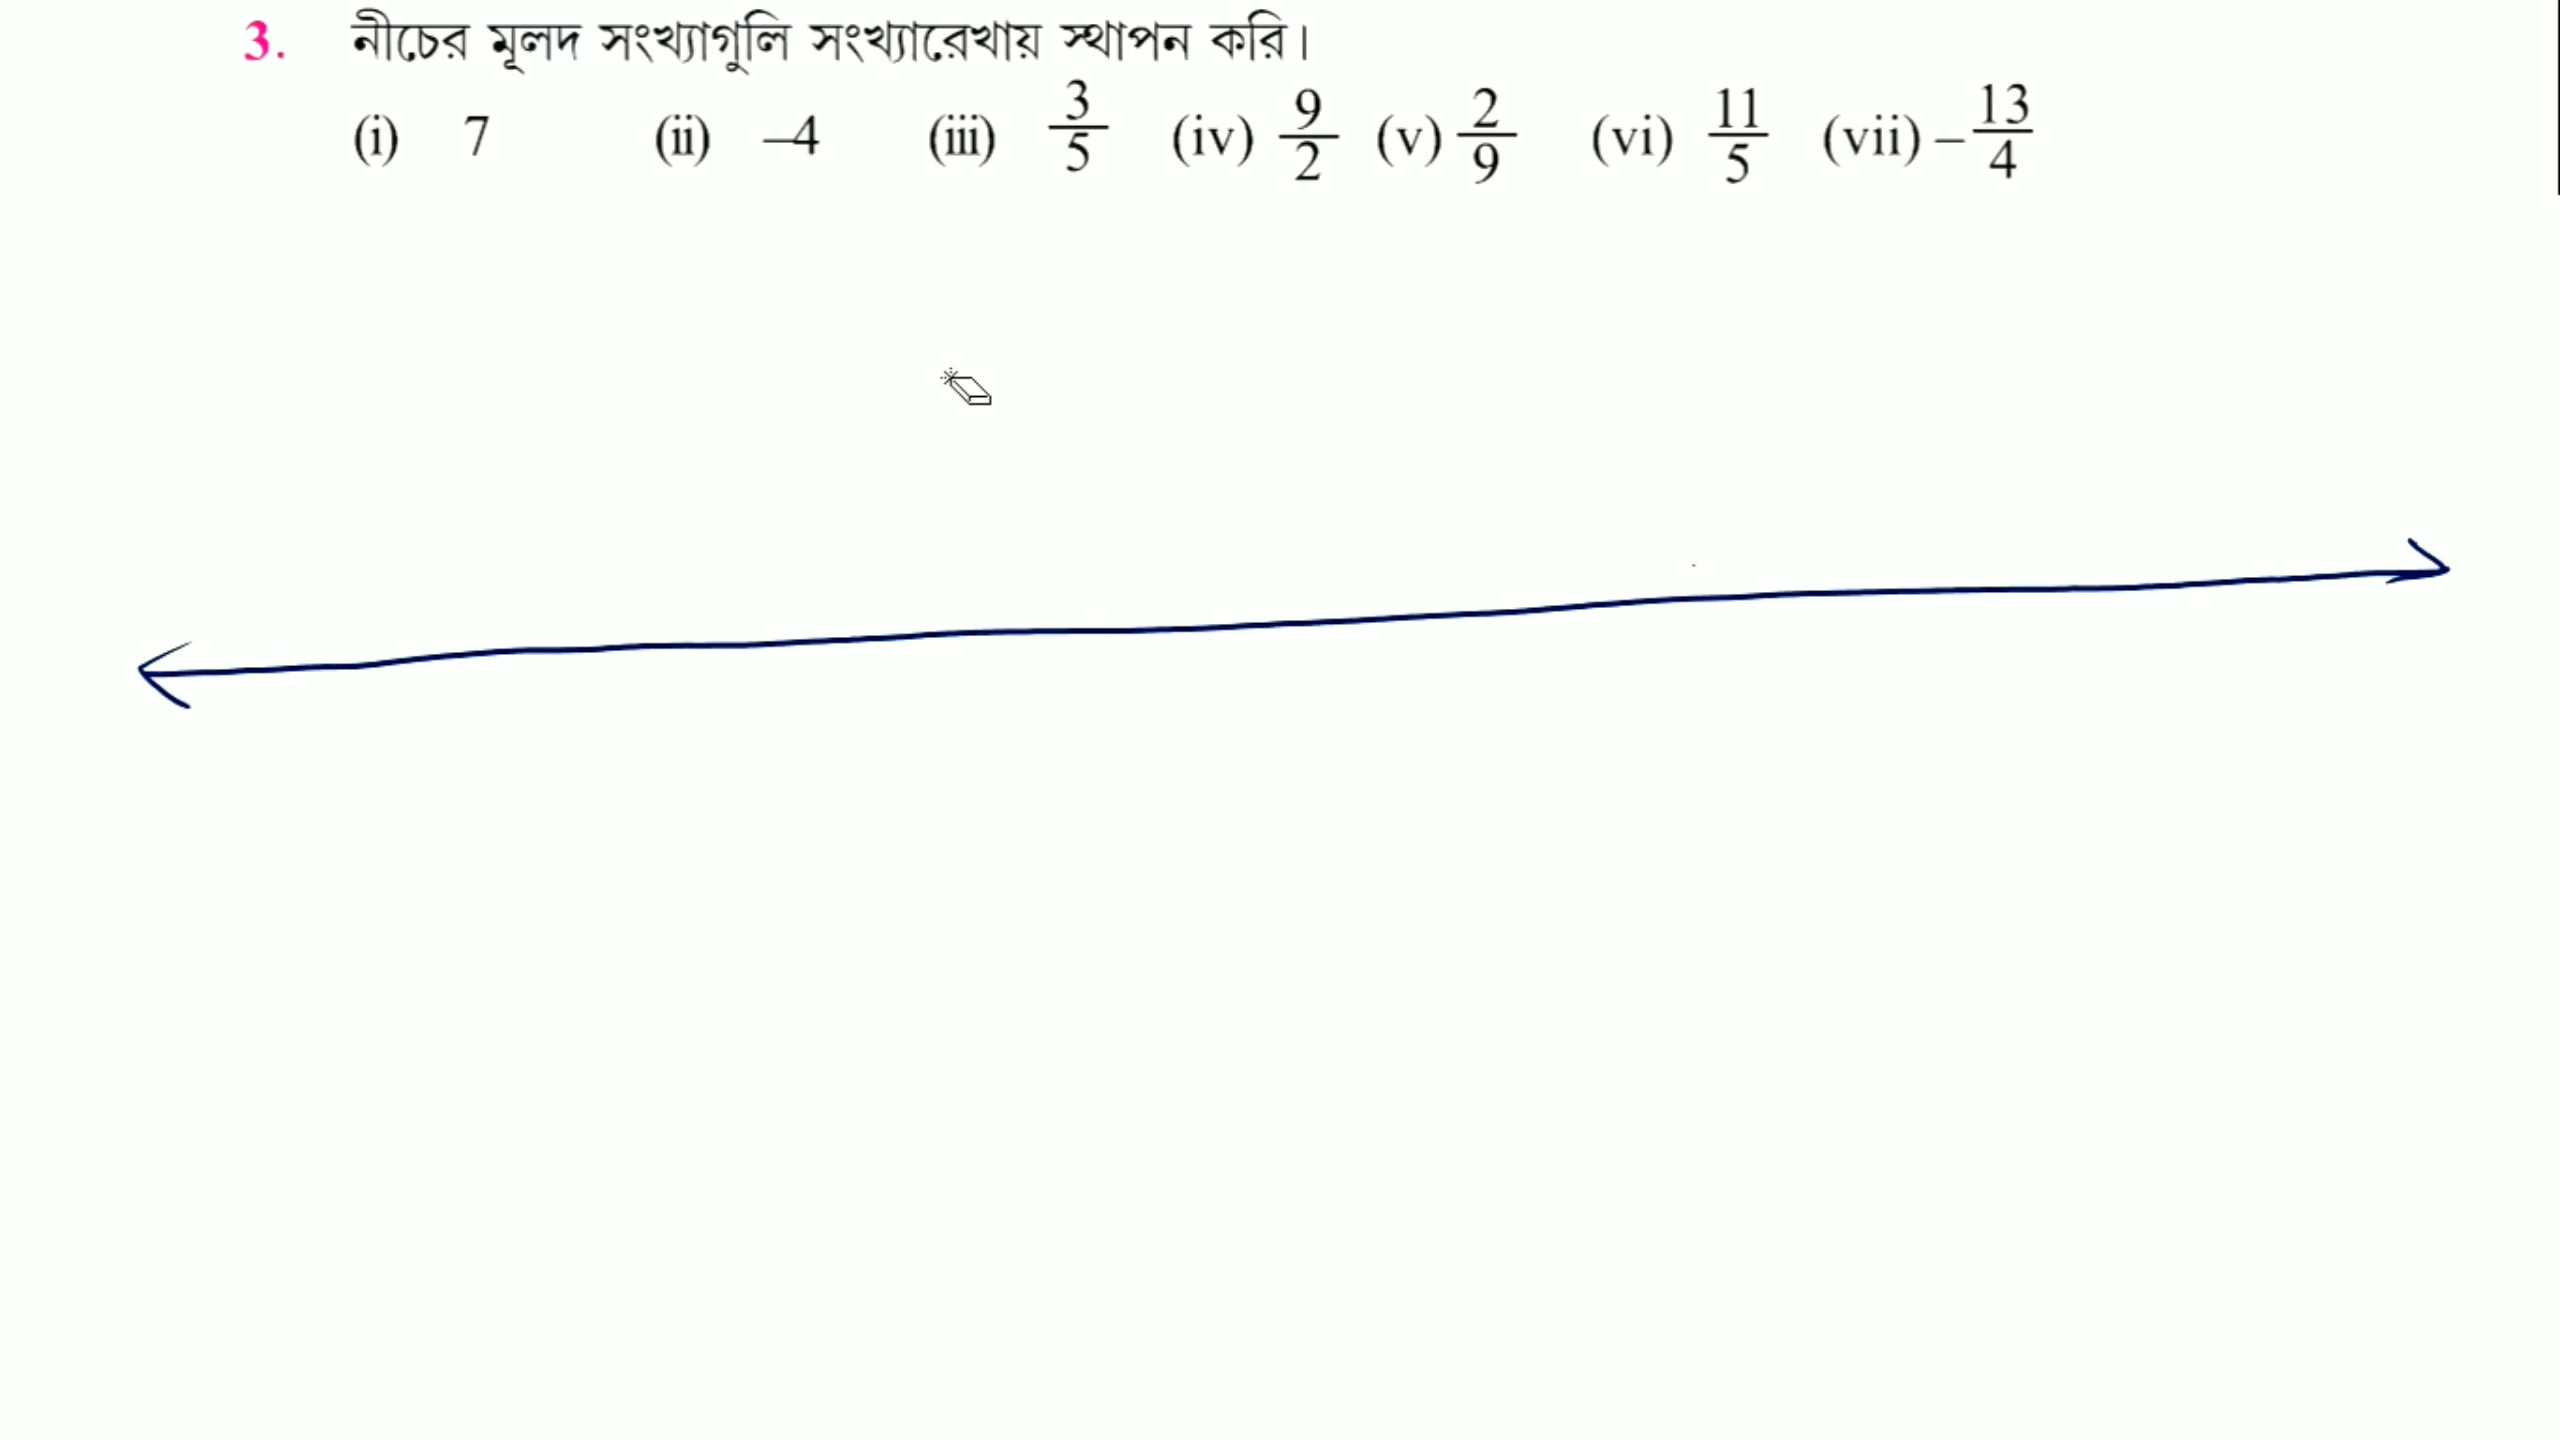 3. নীচের মূলদ সংখ্যাগুলি সংখ্যারেখায় স্থাপন করি।
(i) 7 (ii) –4 (iii) 3/5 (iv) 9/2 (v) 2/9 (vi) 11/5 (vii) –13/4